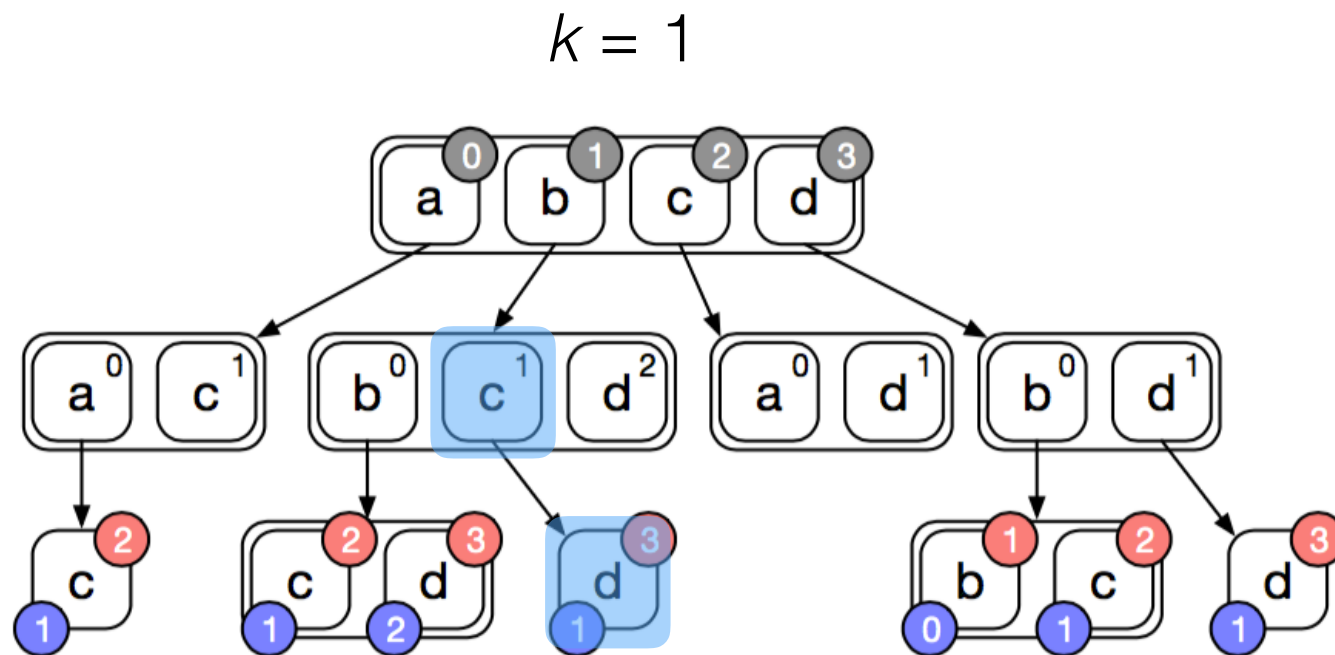 k = 1
a 0 b 1 c 2 d 3
a 0 c 1 b 0 c 1 d 2 a 0 d 1 b 0 d 1
c 2 1 c 2 1 d 3 2 d 3 1 b 1 0 c 2 1 d 3 1